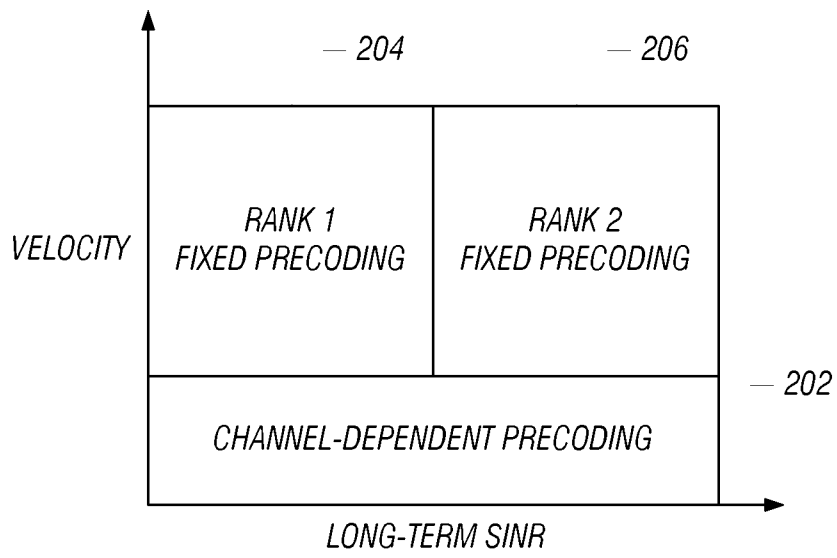 204
206
RANK 1
FIXED PRECODING
RANK 2
FIXED PRECODING
VELOCITY
202
CHANNEL-DEPENDENT PRECODING
LONG-TERM SINR